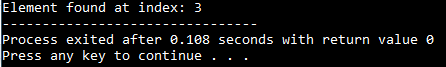 Element found at index: 3
--------------------------------
Process exited after 0.108 seconds with return value 0
Press any key to continue . . .